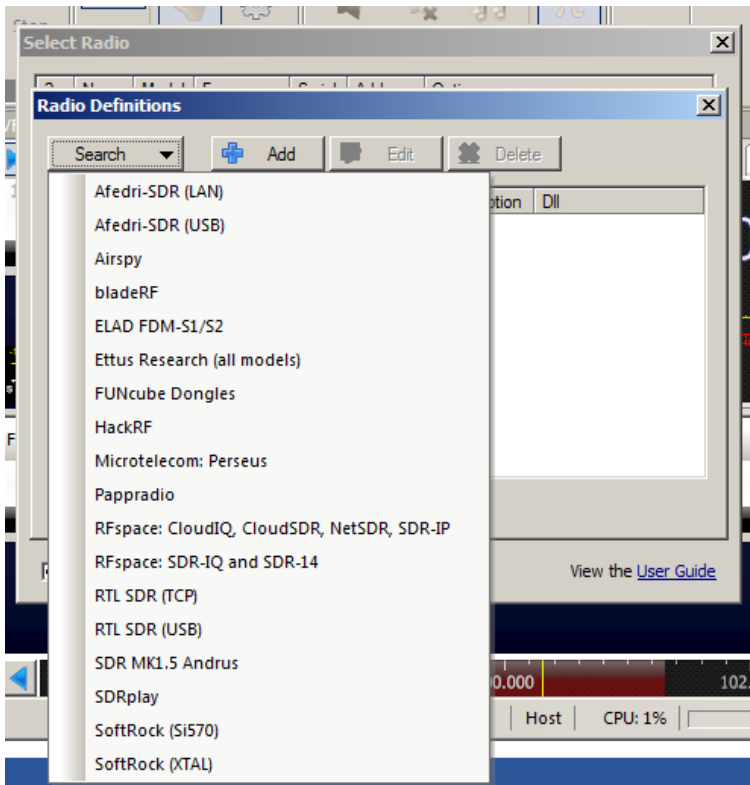 Select Radio
Radio Definitions
Search
Add
Edit
Delete
Dll
Afedri-SDR (LAN)
Afedri-SDR (USB)
Airspy
bladeRF
ELAD FDM-S1/S2
Ettus Research (all models)
FUNcube Dongles
HackRF
Microtelecom: Perseus
Pappradio
RFspace: CloudIQ, CloudSDR, NetSDR, SDR-IP
RFspace: SDR-IQ and SDR-14
View the User Guide
RTL SDR (TCP)
RTL SDR (USB)
SDR MK1.5 Andrus
SDRplay
SoftRock (Si570)
SoftRock (XTAL)
102.
Host
CPU: 1%